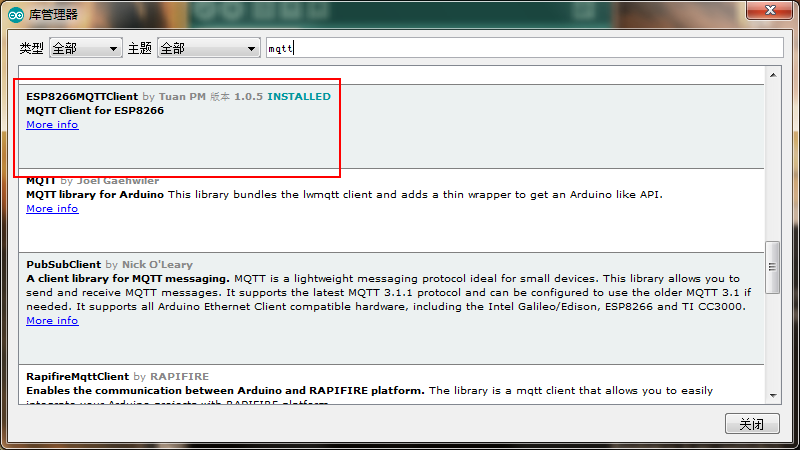 库管理器
类型 全部 主题 全部 mqtt
ESP8266MQTTClient by Tuan PM 版本 1.0.5 INSTALLED
MQTT Client for ESP8266
More info
MQTT by Joel Gaehwiler
MQTT library for Arduino This library bundles the lwmqtt client and adds a thin wrapper to get an Arduino like API.
More info
PubSubClient by Nick O'Leary
A client library for MQTT messaging. MQTT is a lightweight messaging protocol ideal for small devices. This library allows you to
send and receive MQTT messages. It supports the latest MQTT 3.1.1 protocol and can be configured to use the older MQTT 3.1 if
needed. It supports all Arduino Ethernet Client compatible hardware, including the Intel Galileo/Edison, ESP8266 and TI CC3000.
More info
RapifireMqttClient by RAPIFIRE
Enables the communication between Arduino and RAPIFIRE platform. The library is a mqtt client that allows you to easily
integrate your Arduino projects with RAPIFIRE platform.
关闭